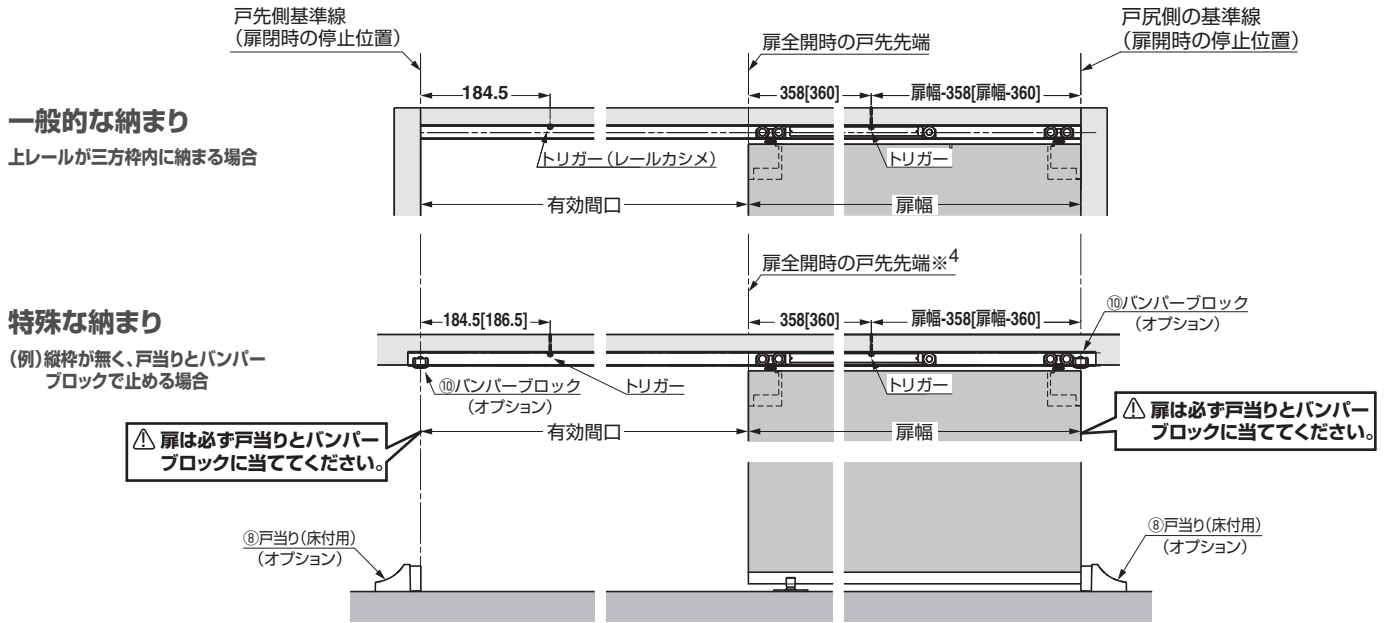 戸先側基準線
（扉閉時の停止位置）
戸尻側の基準線
（扉開時の停止位置）
扉全開時の戸先先端
184.5
358[360]
扉幅-358[扉幅-360]
一般的な納まり
上レールが三方枠内に納まる場合
トリガー（レールカシメ）
トリガー
有効間口
扉幅
扉全開時の戸先先端※4
⑩バンパーブロック
（オプション）
184.5[186.5]
358[360]
扉幅-358[扉幅-360]
特殊な納まり
（例）縦枠が無く、戸当りとバンパー
ブロックで止める場合
⑩バンパーブロック
（オプション）
トリガー
トリガー
⚠ 扉は必ず戸当りとバンパー
ブロックに当ててください。
有効間口
扉幅
⚠ 扉は必ず戸当りとバンパー
ブロックに当ててください。
⑧戸当り（床付用）
（オプション）
⑧戸当り（床付用）
（オプション）